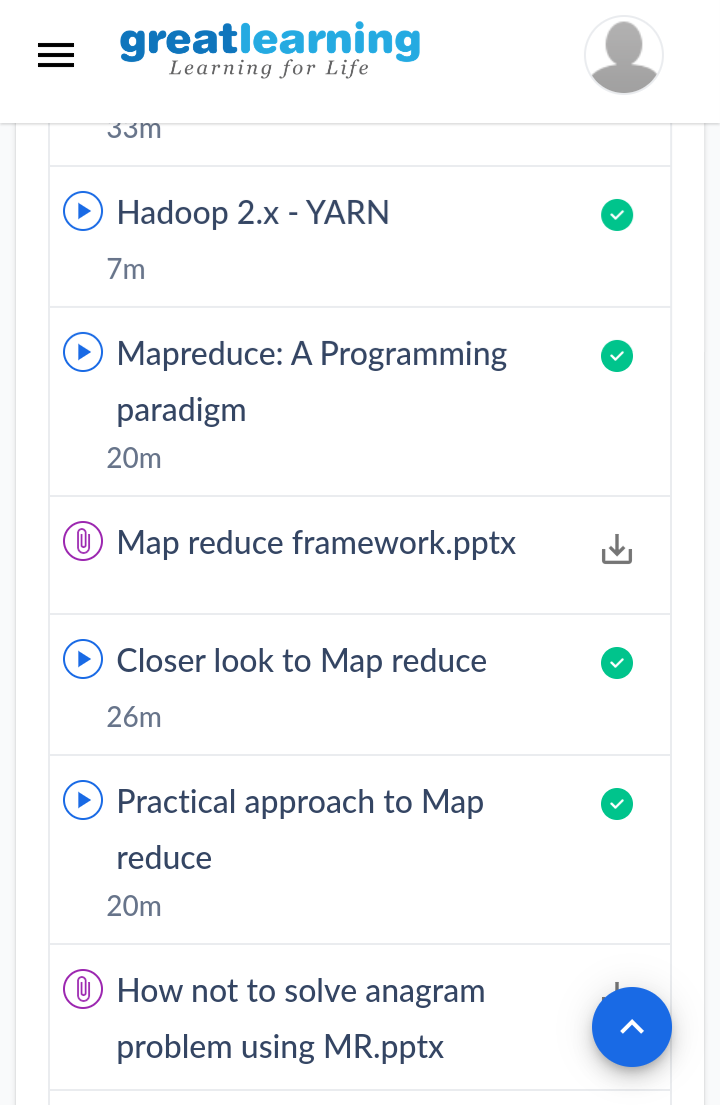 greatlearning
Learning for Life
33m
Hadoop 2.x - YARN
7m
Mapreduce: A Programming
paradigm
20m
Map reduce framework.pptx
Closer look to Map reduce
26m
Practical approach to Map
reduce
20m
How not to solve anagram
problem using MR.pptx